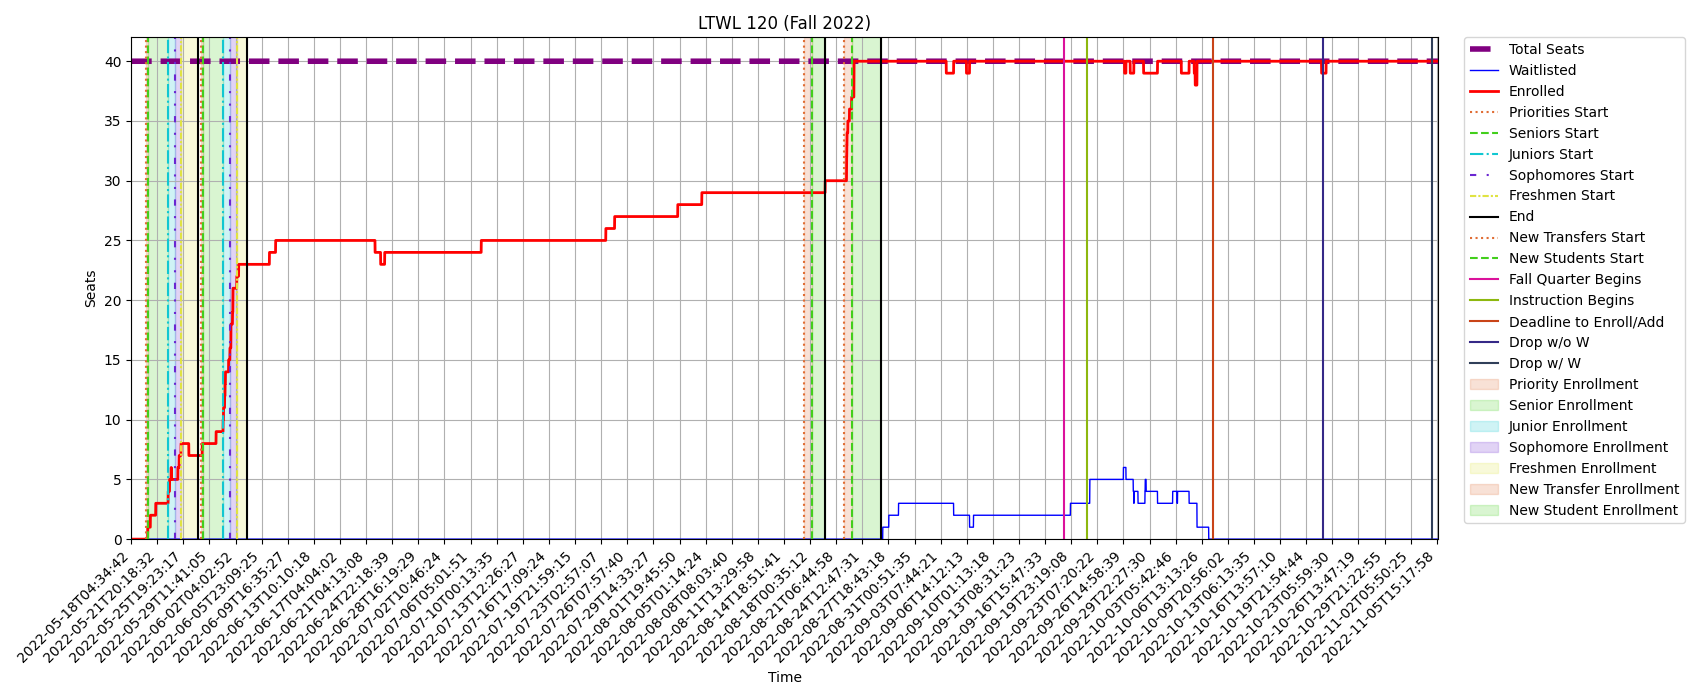 LTWL 120 (Fall 2022)
Seats
40
35
30
25
20
15
10
5
0
2022-05-18T04:34:42
2022-05-21T20:18:32
2022-05-25T19:23:17
2022-05-29T11:41:05
2022-06-02T04:02:52
2022-06-05T23:09:25
2022-06-09T16:35:27
2022-06-13T10:10:18
2022-06-17T04:04:02
2022-06-21T04:13:08
2022-06-24T22:18:39
2022-06-28T16:19:29
2022-07-02T10:46:24
2022-07-06T05:01:51
2022-07-10T00:13:35
2022-07-13T12:26:27
2022-07-16T17:09:24
2022-07-19T21:59:15
2022-07-23T02:57:07
2022-07-26T07:57:40
2022-07-29T14:33:27
2022-08-01T19:45:50
2022-08-05T01:14:24
2022-08-08T08:03:40
2022-08-11T13:29:58
2022-08-14T18:51:41
2022-08-18T00:35:12
2022-08-21T06:44:58
2022-08-24T12:47:31
2022-08-27T18:43:18
2022-08-31T00:51:35
2022-09-03T07:44:21
2022-09-06T14:12:13
2022-09-10T01:13:18
2022-09-13T08:31:23
2022-09-16T15:47:33
2022-09-19T23:19:08
2022-09-23T07:20:22
2022-09-26T14:58:39
2022-09-29T22:27:30
2022-10-03T05:42:46
2022-10-06T13:13:26
2022-10-09T20:56:02
2022-10-13T06:13:35
2022-10-16T13:57:10
2022-10-19T21:54:44
2022-10-23T05:59:30
2022-10-26T13:47:19
2022-10-29T21:22:55
2022-11-02T05:50:25
2022-11-05T15:17:58
Time
Total Seats
Waitlisted
Enrolled
Priorities Start
Seniors Start
Juniors Start
Sophomores Start
Freshmen Start
End
New Transfers Start
New Students Start
Fall Quarter Begins
Instruction Begins
Deadline to Enroll/Add
Drop w/o W
Drop w/ W
Priority Enrollment
Senior Enrollment
Junior Enrollment
Sophomore Enrollment
Freshmen Enrollment
New Transfer Enrollment
New Student Enrollment